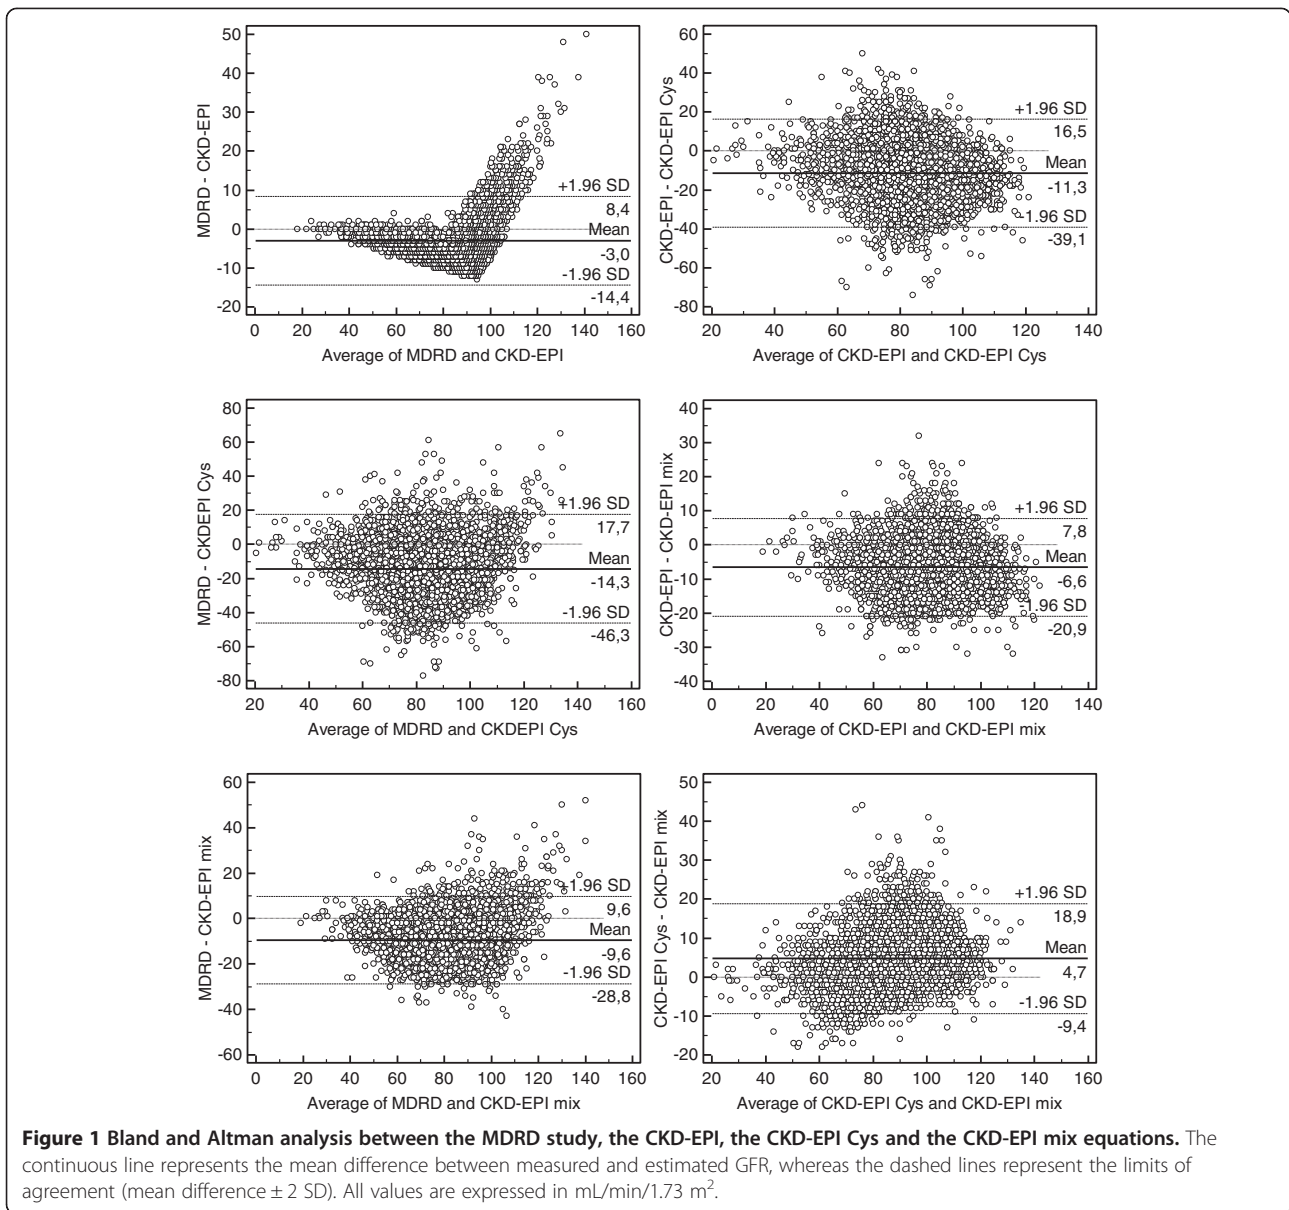 50
40
30
20
10
0
-10
-20
MDRD - CKD-EPI
+1.96 SD
8,4
Mean
-3,0
-1.96 SD
-14,4
0 20 40 60 80 100 120 140 160
Average of MDRD and CKD-EPI
60
40
20
0
-20
-40
-60
-80
CKD-EPI - CKD-EPI Cys
+1.96 SD
16,5
Mean
-11,3
-1.96 SD
-39,1
20 40 60 80 100 120 140
Average of CKD-EPI and CKD-EPI Cys
80
60
40
20
0
-20
-40
-60
-80
MDRD - CKDEPI Cys
+1.96 SD
17,7
Mean
-14,3
-1.96 SD
-46,3
20 40 60 80 100 120 140 160
Average of MDRD and CKDEPI Cys
40
30
20
10
0
-10
-20
-30
-40
CKD-EPI - CKD-EPI mix
+1.96 SD
7,8
Mean
-6,6
-1.96 SD
-20,9
0 20 40 60 80 100 120 140
Average of CKD-EPI and CKD-EPI mix
60
40
20
0
-20
-40
-60
MDRD - CKD-EPI mix
+1.96 SD
9,6
Mean
-9,6
-1.96 SD
-28,8
0 20 40 60 80 100 120 140 160
Average of MDRD and CKD-EPI mix
50
40
30
20
10
0
-10
-20
CKD-EPI Cys - CKD-EPI mix
+1.96 SD
18,9
Mean
4,7
-1.96 SD
-9,4
20 40 60 80 100 120 140 160
Average of CKD-EPI Cys and CKD-EPI mix
Figure 1 Bland and Altman analysis between the MDRD study, the CKD-EPI, the CKD-EPI Cys and the CKD-EPI mix equations. The
continuous line represents the mean difference between measured and estimated GFR, whereas the dashed lines represent the limits of
agreement (mean difference ± 2 SD). All values are expressed in mL/min/1.73 m².